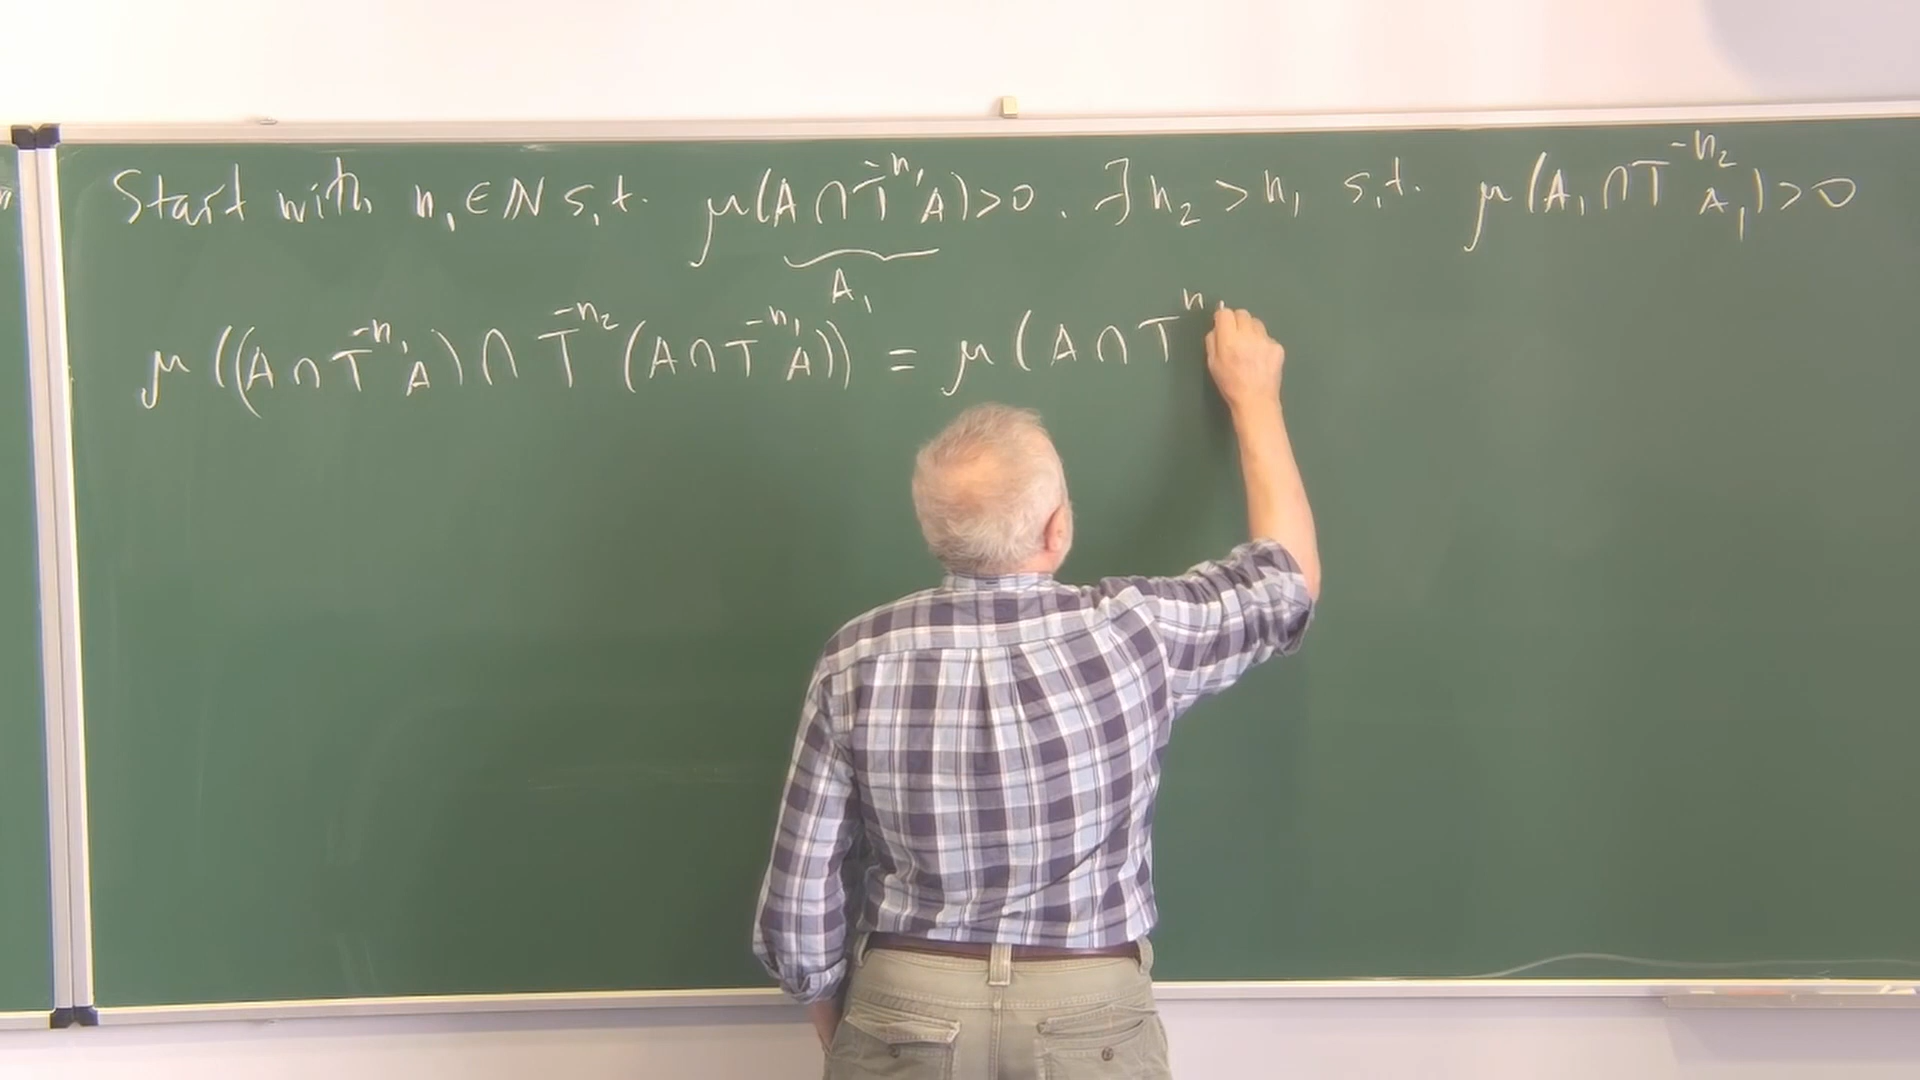 Start with n₁ ∈ ℕ s.t. μ(A ∩ T⁻ⁿ¹A) > 0 . ∃ n₂ > n₁ s.t. μ(A₁ ∩ T⁻ⁿ²A₁) > 0
A₁
μ((A ∩ T⁻ⁿ¹A) ∩ T⁻ⁿ²(A ∩ T⁻ⁿ¹A)) = μ(A ∩ Tⁿ